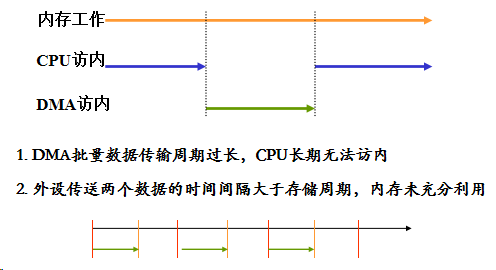 内存工作
CPU访内
DMA访内
1. DMA批量数据传输周期过长，CPU长期无法访内
2. 外设传送两个数据的时间间隔大于存储周期，内存未充分利用